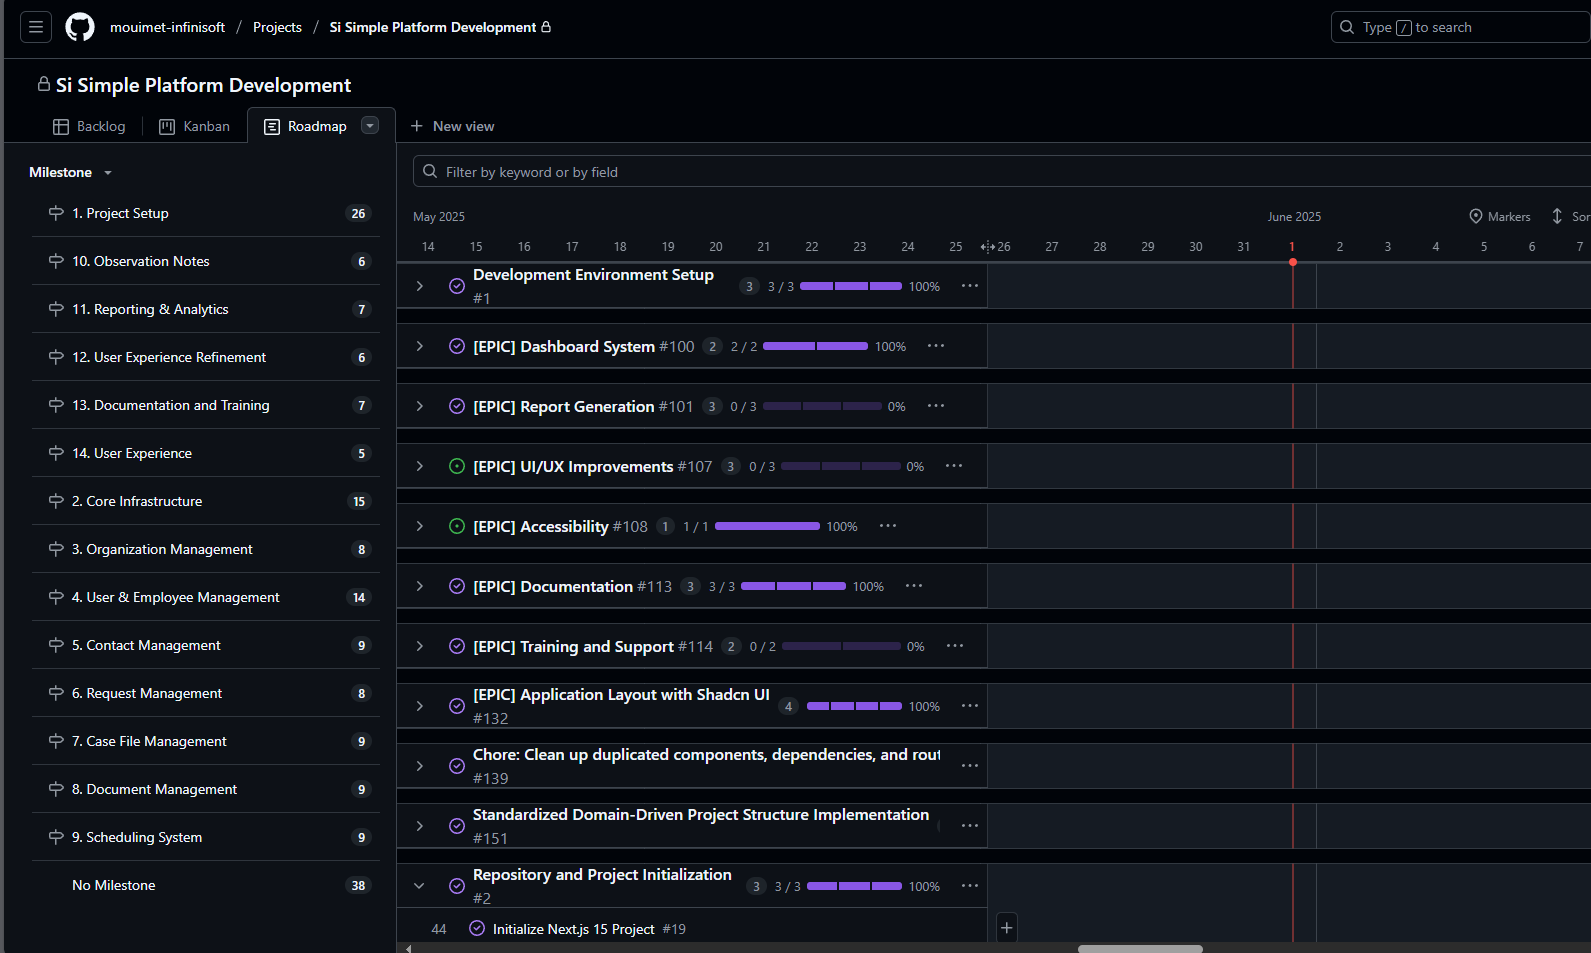 mouimet-infinisoft / Projects / Si Simple Platform Development
Type / to search
Si Simple Platform Development
Backlog
Kanban
Roadmap
New view
Milestone
1. Project Setup 26
10. Observation Notes 6
11. Reporting & Analytics 7
12. User Experience Refinement 6
13. Documentation and Training 7
14. User Experience 5
2. Core Infrastructure 15
3. Organization Management 8
4. User & Employee Management 14
5. Contact Management 9
6. Request Management 8
7. Case File Management 9
8. Document Management 9
9. Scheduling System 9
No Milestone 38
Filter by keyword or by field
May 2025
June 2025
Markers
Sor
14 15 16 17 18 19 20 21 22 23 24 25 26 27 28 29 30 31 1 2 3 4 5 6 7
Development Environment Setup
#1
3 3 / 3 100%
[EPIC] Dashboard System #100 2 2 / 2 100%
[EPIC] Report Generation #101 3 0 / 3 0%
[EPIC] UI/UX Improvements #107 3 0 / 3 0%
[EPIC] Accessibility #108 1 1 / 1 100%
[EPIC] Documentation #113 3 3 / 3 100%
[EPIC] Training and Support #114 2 0 / 2 0%
[EPIC] Application Layout with Shadcn UI
#132
4 100%
Chore: Clean up duplicated components, dependencies, and rout
#139
Standardized Domain-Driven Project Structure Implementation
#151
Repository and Project Initialization
#2
3 3 / 3 100%
44 Initialize Next.js 15 Project #19